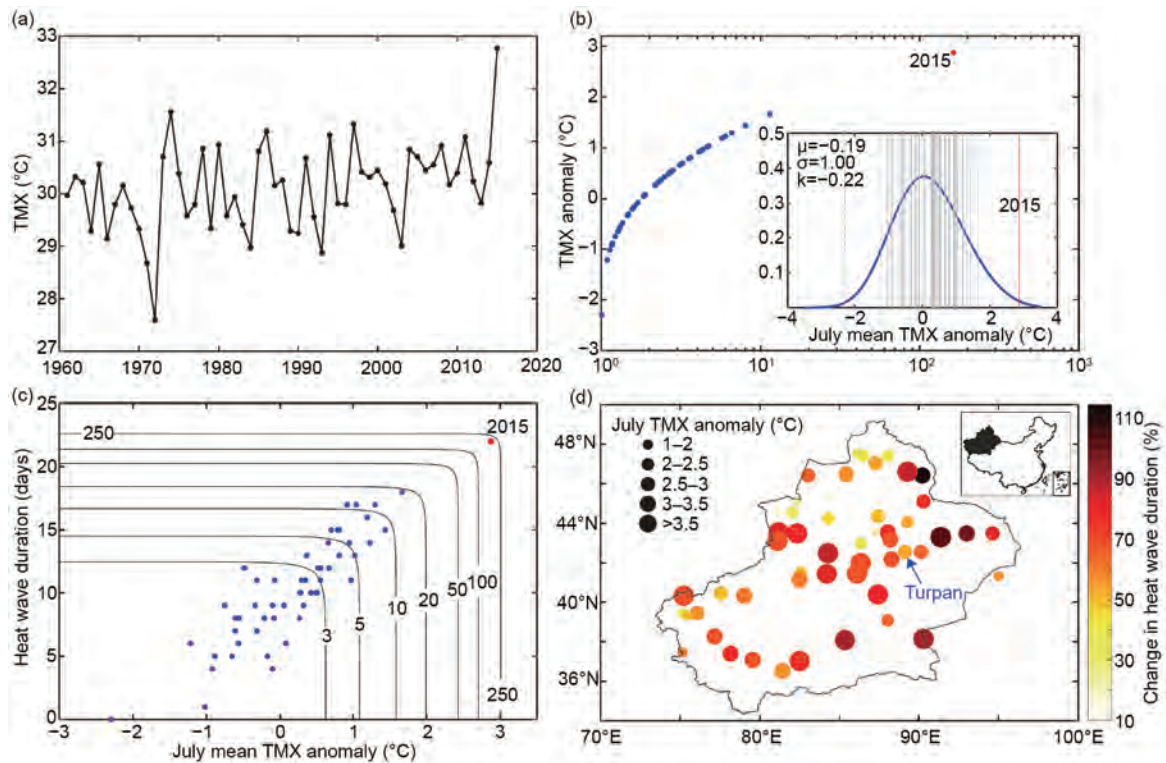 (a)
33
32
31
30
29
28
27
TMX (°C)
1960 1970 1980 1990 2000 2010 2020
(b)
3
2
1
0
−1
−2
−3
TMX anomaly (°C)
2015
10⁰ 10¹ 10² 10³
0.5
0.4
0.3
0.2
0.1
μ=−0.19
σ=1.00
k=−0.22
2015
−4 −2 0 2 4
July mean TMX anomaly (°C)
(c)
25
20
15
10
5
0
Heat wave duration (days)
250
2015
3 5 10 20 50 100
250
−3 −2 −1 0 1 2 3
July mean TMX anomaly (°C)
(d)
48°N
44°N
40°N
36°N
July TMX anomaly (°C)
1–2
2–2.5
2.5–3
3–3.5
>3.5
Turpan
70°E 80°E 90°E 100°E
110
90
70
50
30
10
Change in heat wave duration (%)